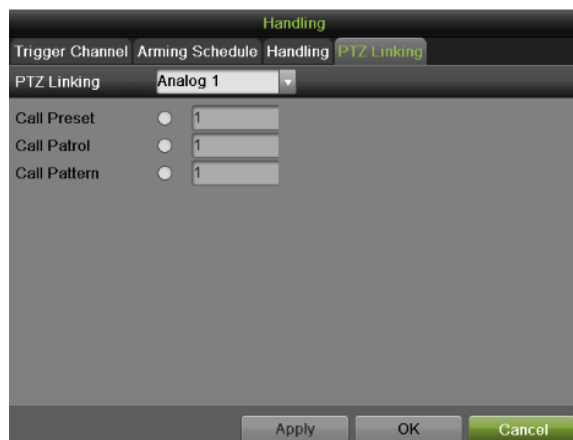 Handling
Trigger Channel Arming Schedule Handling PTZ Linking
PTZ Linking Analog 1
Call Preset 1
Call Patrol 1
Call Pattern 1
Apply OK Cancel